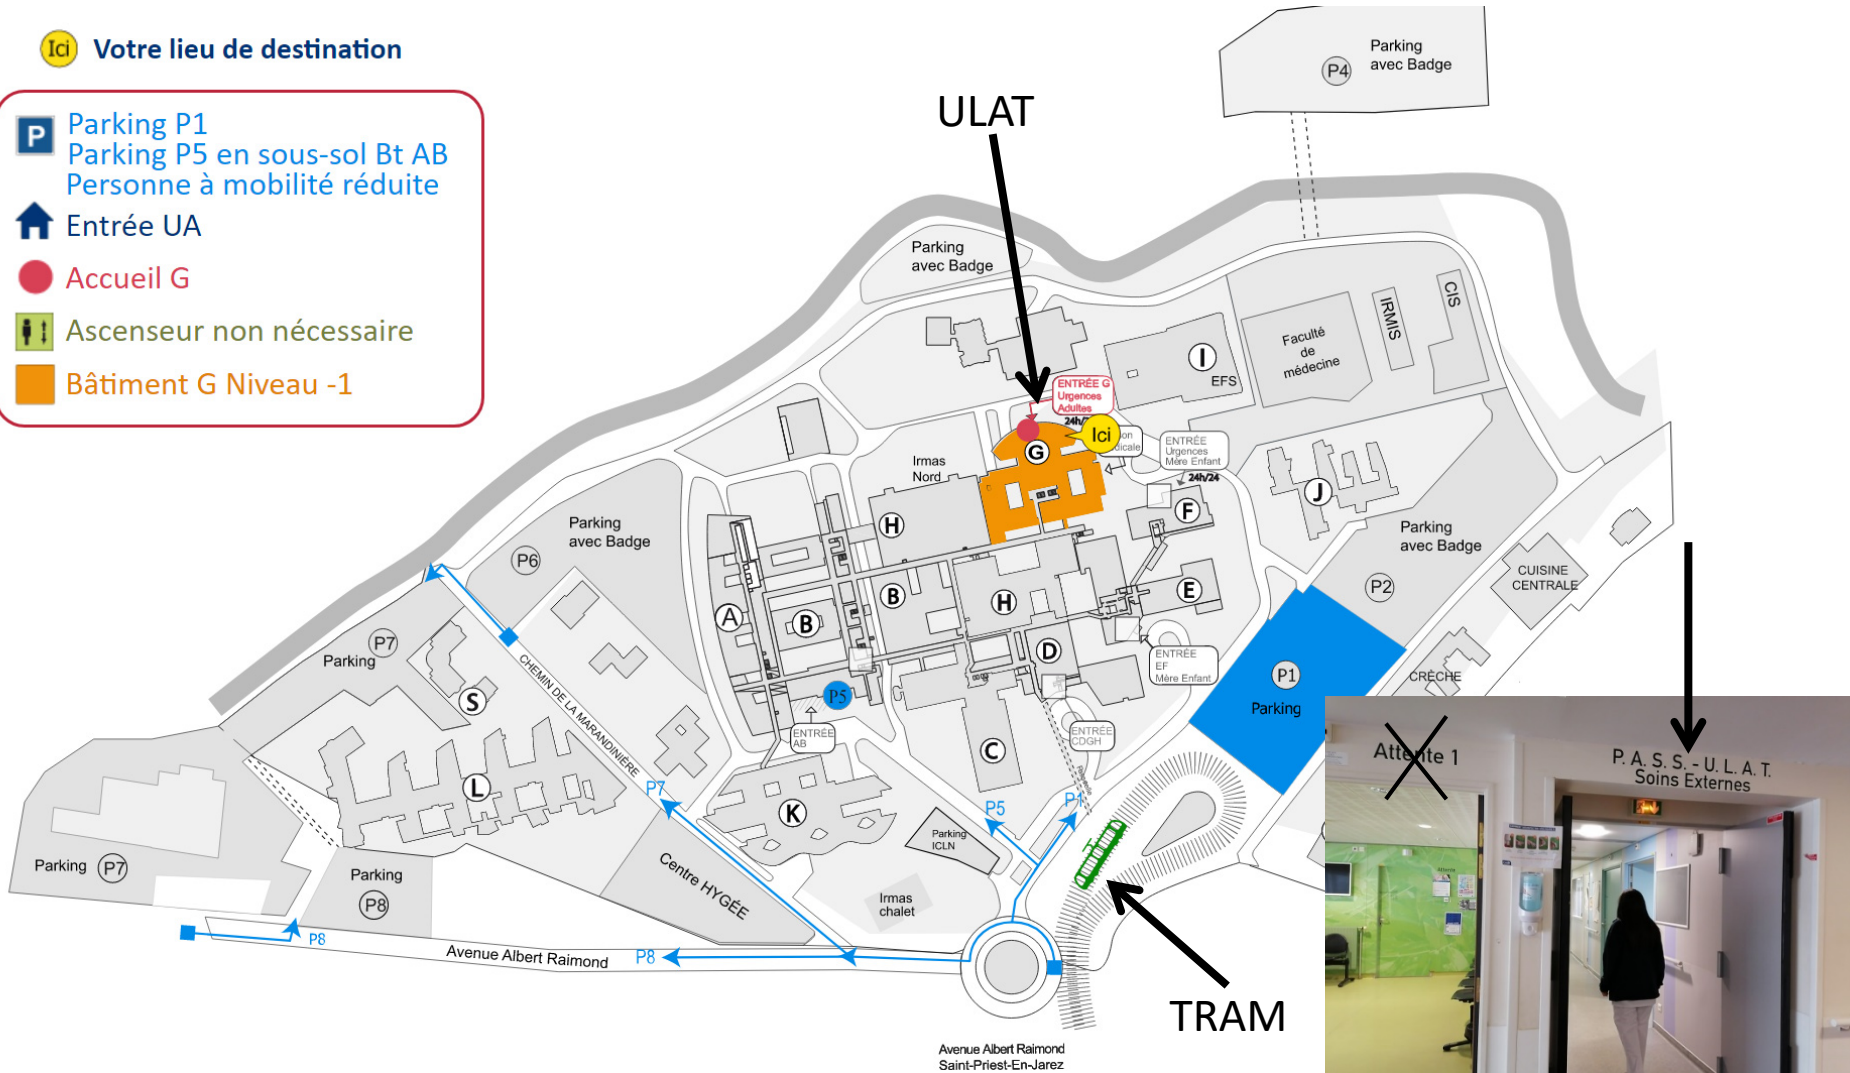 Ici Votre lieu de destination
P Parking P1
Parking P5 en sous-sol Bt AB
Personne à mobilité réduite
Entrée UA
Accueil G
Ascenseur non nécessaire
Bâtiment G Niveau -1
ULAT
Parking
avec Badge
P4
Parking
avec Badge
I
EFS
Faculté
de
médecine
IRMIS
CIS
ENTRÉE G
Urgences
Adultes
24h/
Ici
G
ENTRÉE
Urgences
Mère Enfant
24h/24
Irmas
Nord
H
F
J
Parking
avec Badge
P6
Parking
avec Badge
P2
CUISINE
CENTRALE
A
B
B
H
E
D
ENTRÉE
EF
Mère Enfant
P7
Parking
S
CHEMIN DE LA MARANDINIÈRE
P5
ENTRÉE
AB
C
ENTRÉE
CDGH
Passerelle
P1
Parking
CRÈCHE
L
P7
K
P5
P1
Parking
ICLN
Parking P7
Parking
P8
Centre HYGÉE
Irmas
chalet
P8
Avenue Albert Raimond
P8
TRAM
Avenue Albert Raimond
Saint-Priest-En-Jarez
Attente 1
P. A. S. S. - U. L. A. T.
Soins Externes
Attente